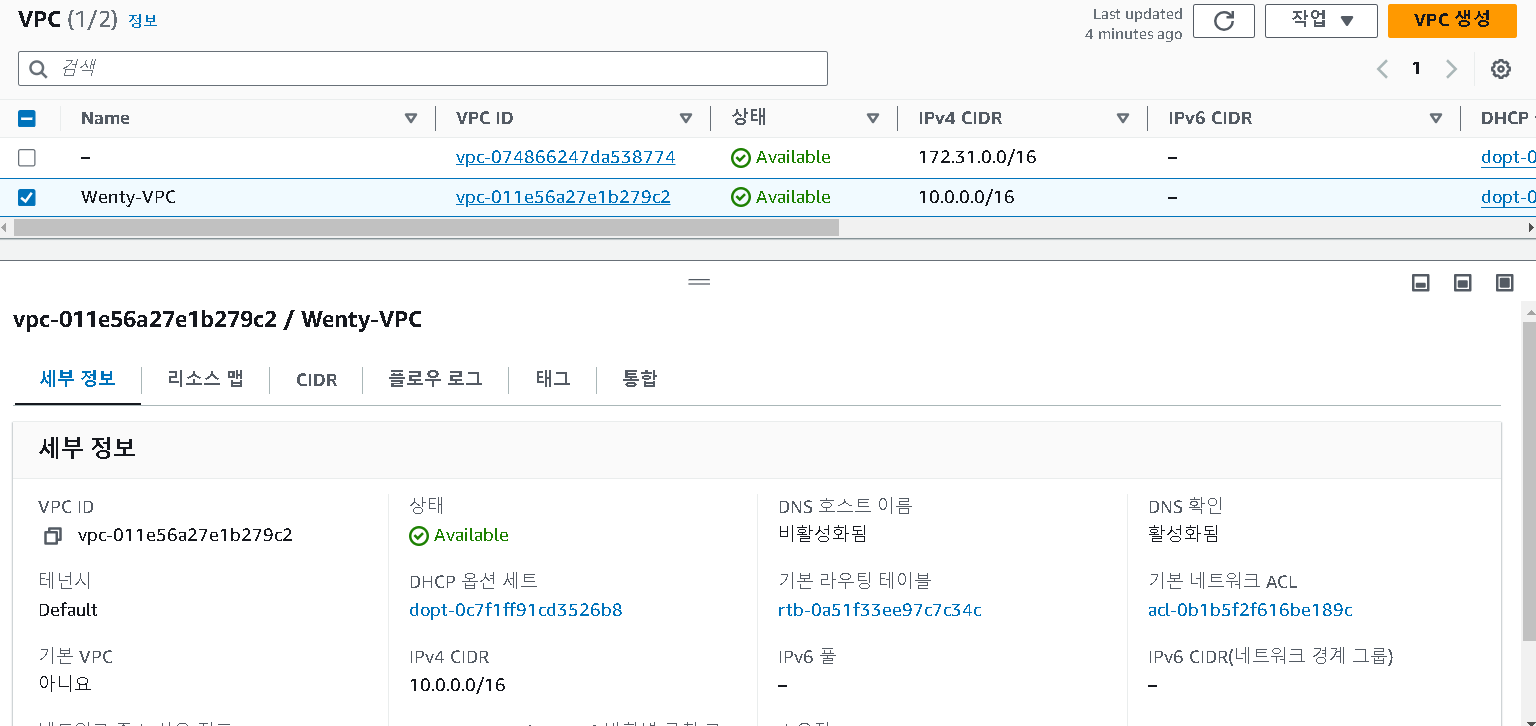 VPC (1/2) 정보
Last updated
4 minutes ago
작업
VPC 생성
검색
1
Name VPC ID 상태 IPv4 CIDR IPv6 CIDR DHCP
– vpc-074866247da538774 Available 172.31.0.0/16 – dopt-0
Wenty-VPC vpc-011e56a27e1b279c2 Available 10.0.0.0/16 – dopt-0
vpc-011e56a27e1b279c2 / Wenty-VPC
세부 정보 리소스 맵 CIDR 플로우 로그 태그 통합
세부 정보
VPC ID 상태 DNS 호스트 이름 DNS 확인
vpc-011e56a27e1b279c2 Available 비활성화됨 활성화됨
테넌시 DHCP 옵션 세트 기본 라우팅 테이블 기본 네트워크 ACL
Default dopt-0c7f1ff91cd3526b8 rtb-0a51f33ee97c7c34c acl-0b1b5f2f616be189c
기본 VPC IPv4 CIDR IPv6 풀 IPv6 CIDR(네트워크 경계 그룹)
아니요 10.0.0.0/16 – –